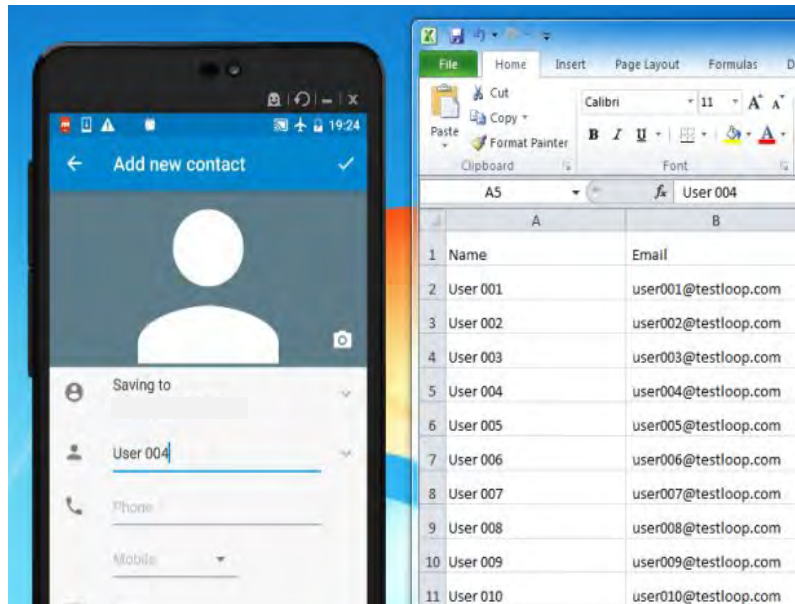 19:24
Add new contact
Saving to
User 004
Phone
Mobile
File Home Insert Page Layout Formulas D
Cut
Copy
Paste
Format Painter
Clipboard
Calibri 11 A A
B I U A
Font
A5 fx User 004
A B
1 Name Email
2 User 001 user001@testloop.com
3 User 002 user002@testloop.com
4 User 003 user003@testloop.com
5 User 004 user004@testloop.com
6 User 005 user005@testloop.com
7 User 006 user006@testloop.com
8 User 007 user007@testloop.com
9 User 008 user008@testloop.com
10 User 009 user009@testloop.com
11 User 010 user010@testloop.com